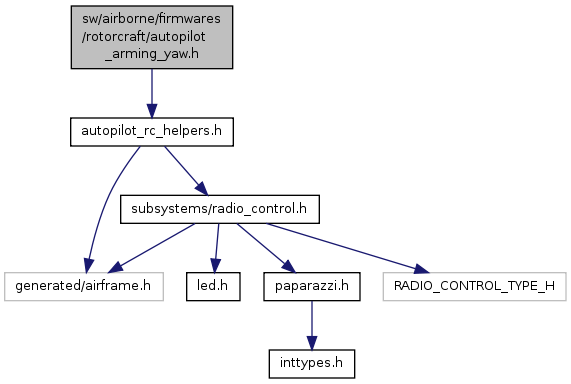 sw/airborne/firmwares
/rotorcraft/autopilot
_arming_yaw.h
autopilot_rc_helpers.h
subsystems/radio_control.h
generated/airframe.h
led.h
paparazzi.h
RADIO_CONTROL_TYPE_H
inttypes.h